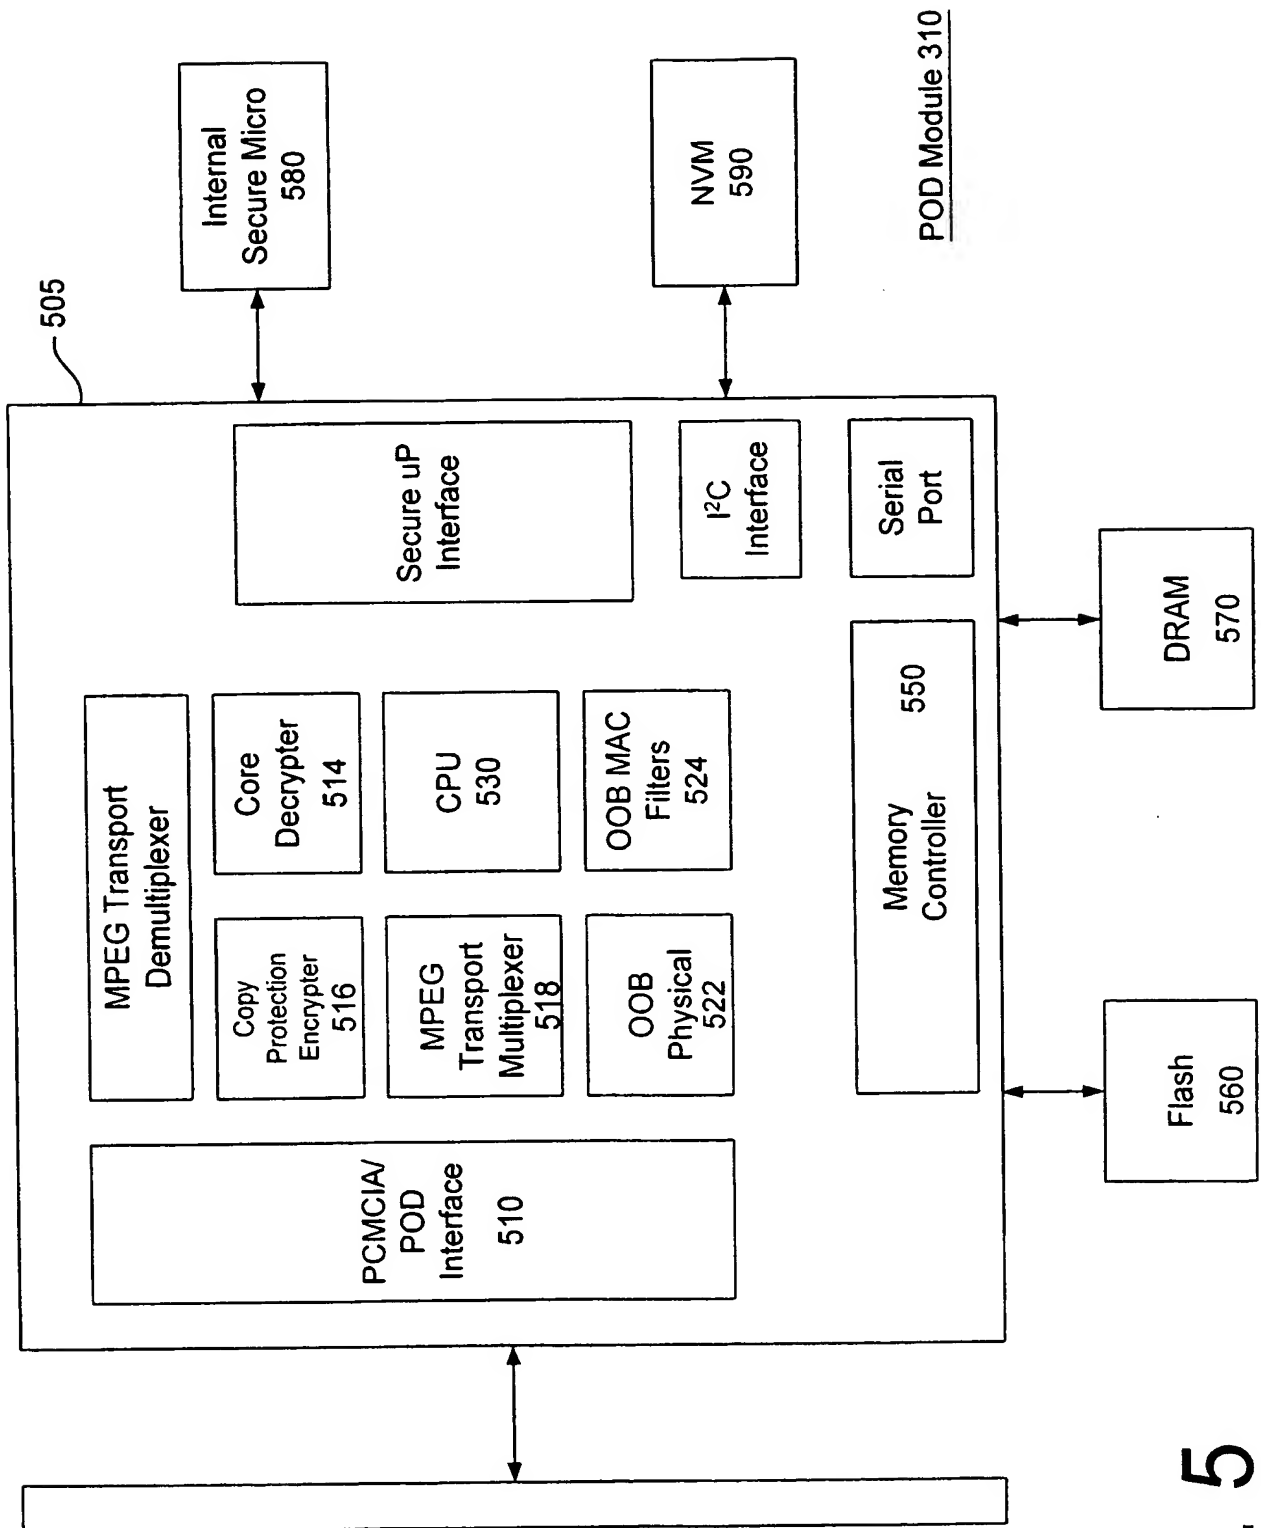 505
Internal
Secure Micro
580
NVM
590
POD Module 310
MPEG Transport
Demultiplexer
Secure uP
Interface
Copy
Protection
Encrypter
516
Core
Decrypter
514
PCMCIA/
POD
Interface
510
MPEG
Transport
Multiplexer
518
CPU
530
I²C
Interface
OOB
Physical
522
OOB MAC
Filters
524
Serial
Port
Memory
Controller
550
Flash
560
DRAM
570
5